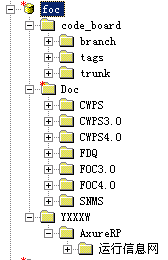 foc
code_board
branch
tags
trunk
Doc
CWPS
CWPS3.0
CWPS4.0
FDQ
FOC3.0
FOC4.0
SNMS
YXXXW
AxureRP
运行信息网